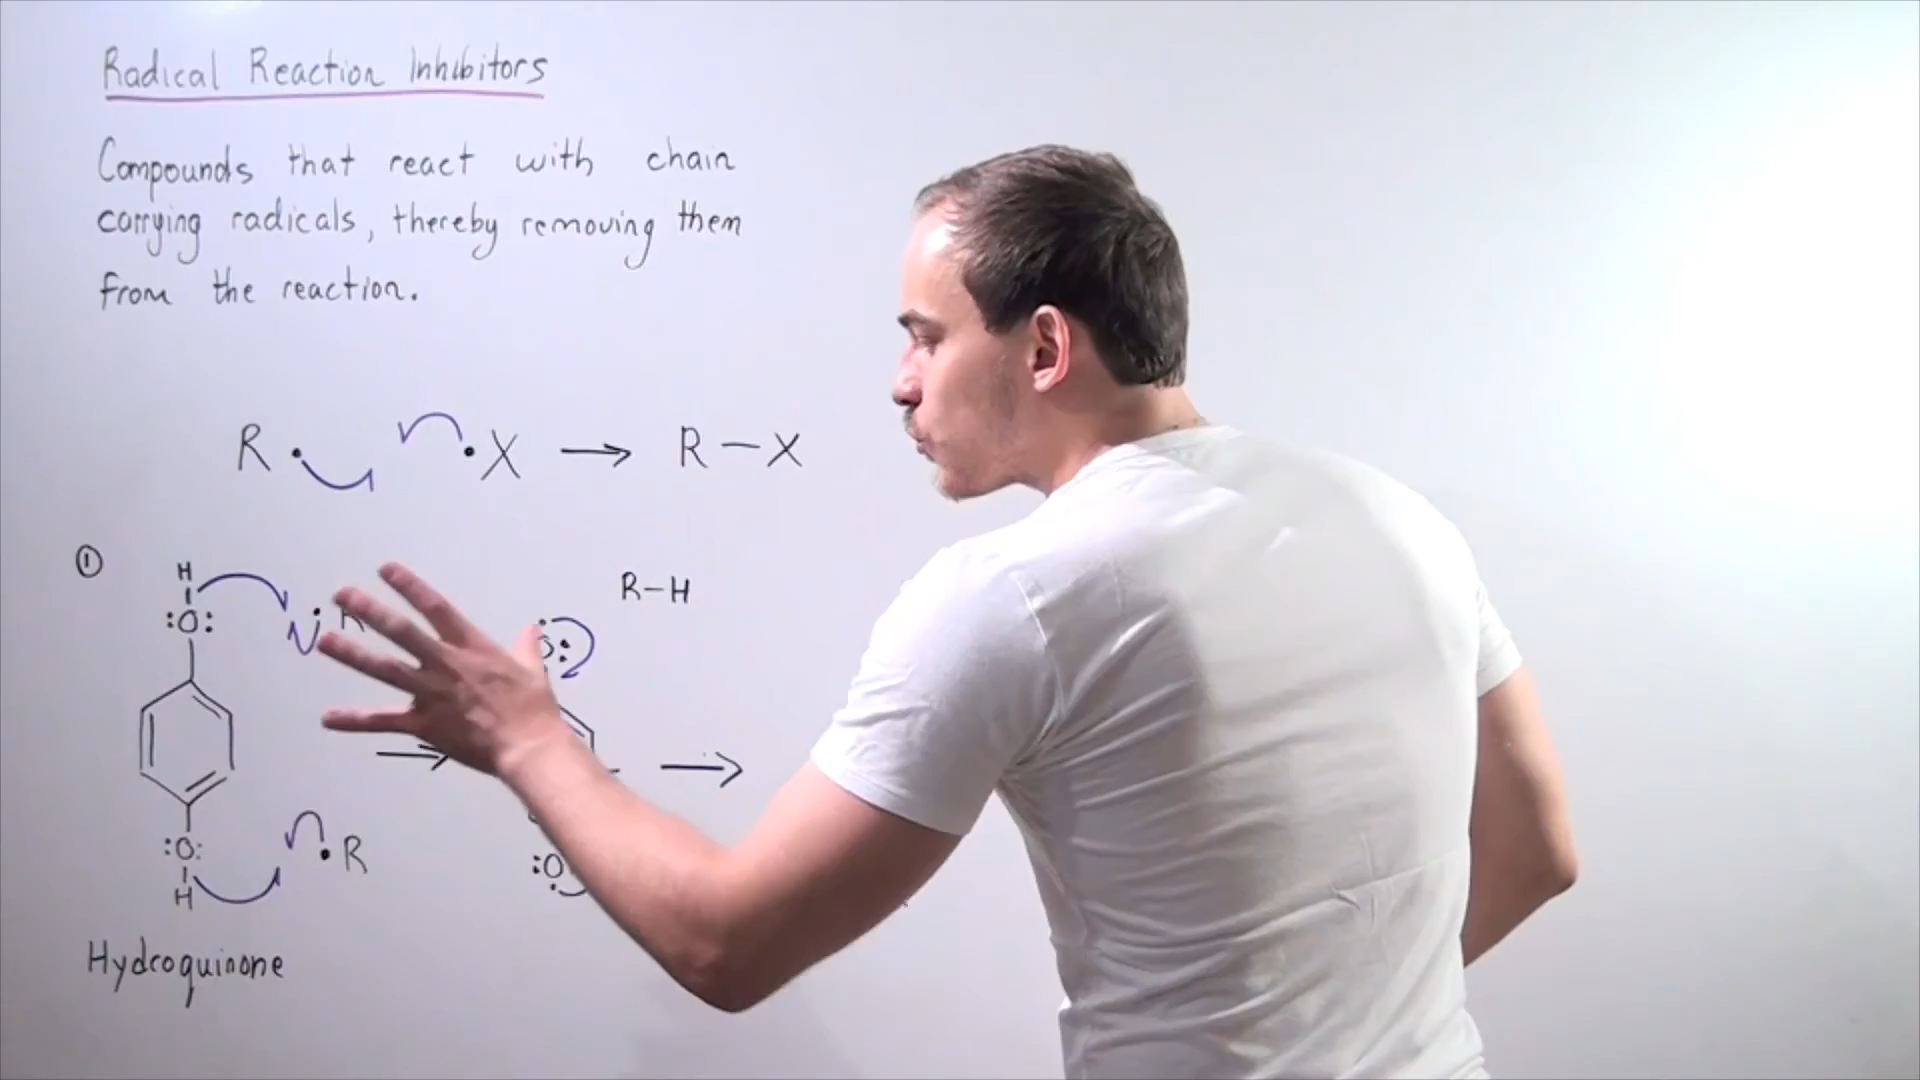 Radical Reaction Inhibitors
Compounds that react with chain
carrying radicals, thereby removing them
from the reaction.
R • • X → R – X
①
H
:O:
R
R–H
O:
→ →
:O:
•R
H
:O
Hydroquinone